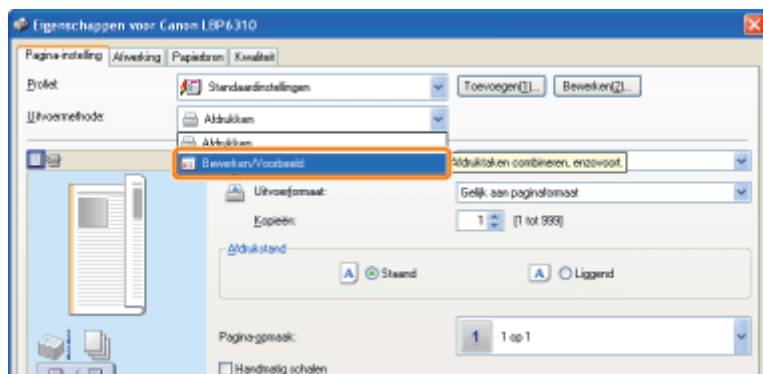 Eigenschappen voor Canon LBP6310
Pagina-instelling Afwerking Papierbron Kwaliteit
Profiel: Standaardinstellingen Toevoegen(1)... Bewerken(2)...
Uitvoermethode: Afdrukken
Afdrukken
Bewerken/Voorbeeld Afdruktaken combineren, enzovoort.
Uitvoerformaat: Gelijk aan paginaformaat
Kopieën: 1 [1 tot 999]
Afdrukstand
A Staand A Liggend
Pagina-opmaak: 1 1 op 1
Handmatig schalen